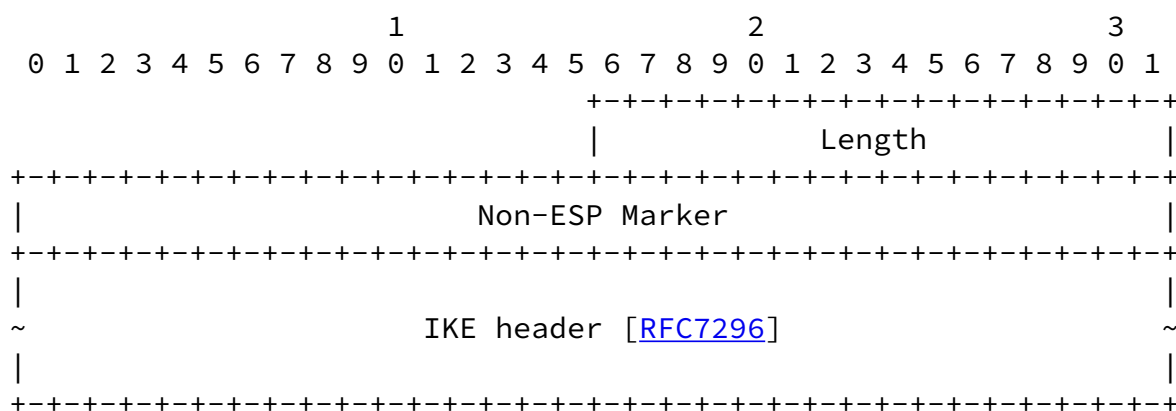 1                   2                   3
 0 1 2 3 4 5 6 7 8 9 0 1 2 3 4 5 6 7 8 9 0 1 2 3 4 5 6 7 8 9 0 1
                                +-+-+-+-+-+-+-+-+-+-+-+-+-+-+-+-+
                                |            Length             |
+-+-+-+-+-+-+-+-+-+-+-+-+-+-+-+-+-+-+-+-+-+-+-+-+-+-+-+-+-+-+-+-+
|                         Non-ESP Marker                        |
+-+-+-+-+-+-+-+-+-+-+-+-+-+-+-+-+-+-+-+-+-+-+-+-+-+-+-+-+-+-+-+-+
|                                                               |
~                      IKE header [RFC7296]                     ~
|                                                               |
+-+-+-+-+-+-+-+-+-+-+-+-+-+-+-+-+-+-+-+-+-+-+-+-+-+-+-+-+-+-+-+-+